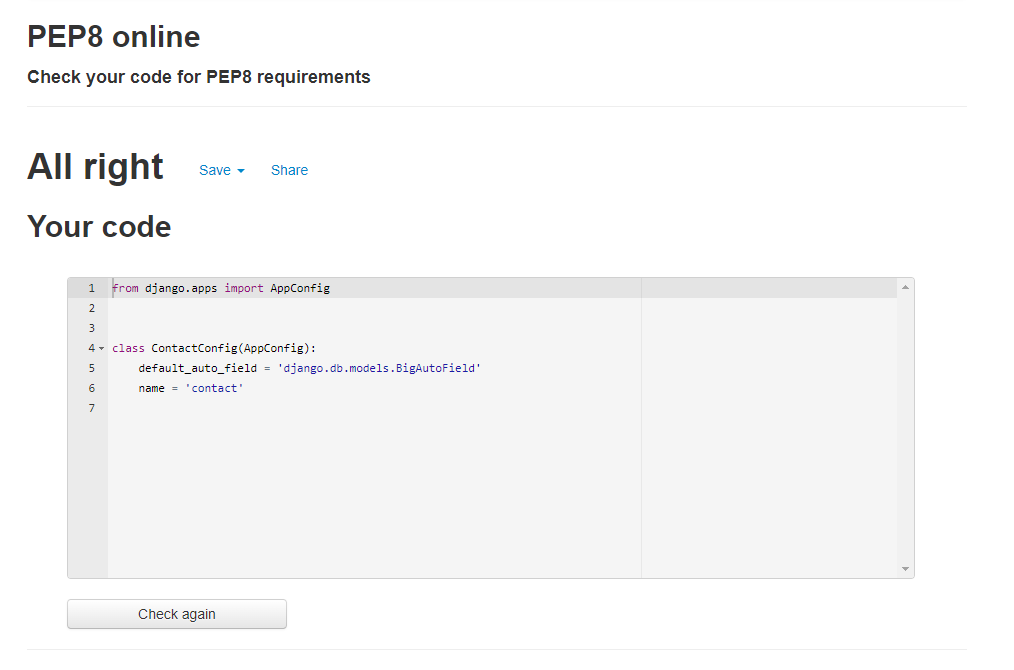 PEP8 online
Check your code for PEP8 requirements
All right Save Share
Your code
1 from django.apps import AppConfig
2
3
4 class ContactConfig(AppConfig):
5     default_auto_field = 'django.db.models.BigAutoField'
6     name = 'contact'
7
Check again